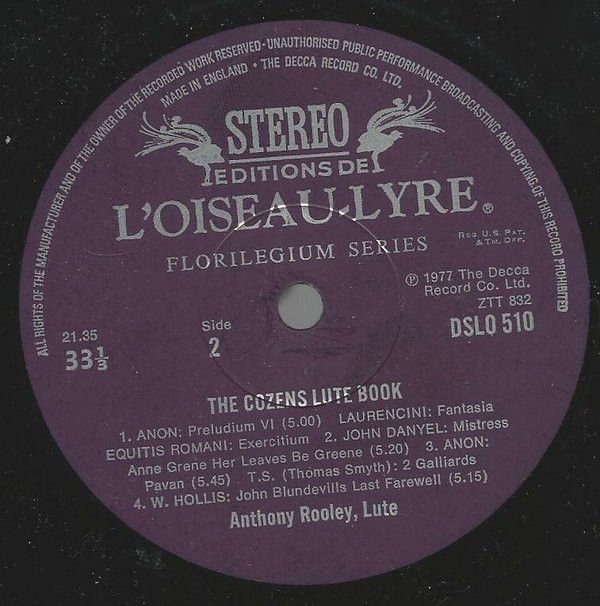 ALL RIGHTS OF THE MANUFACTURER AND OF THE OWNER OF THE RECORDED WORK RESERVED · UNAUTHORISED PUBLIC PERFORMANCE BROADCASTING AND COPYING OF THIS RECORD PROHIBITED
MADE IN ENGLAND · THE DECCA RECORD CO. LTD.
STEREO
EDITIONS DE
L'OISEAU-LYRE®
FLORILEGIUM SERIES
REG. U.S. PAT.
& TM. OFF.
℗ 1977 The Decca
Record Co. Ltd.
ZTT 832
DSLO 510
21.35
33⅓
Side
2
THE COZENS LUTE BOOK
1. ANON: Preludium VI (5.00) LAURENCINI: Fantasia
EQUITIS ROMANI: Exercitium 2. JOHN DANYEL: Mistress
Anne Grene Her Leaves Be Greene (5.20) 3. ANON:
Pavan (5.45) T.S. (Thomas Smyth): 2 Galliards
4. W. HOLLIS: John Blundevills Last Farewell (5.15)
Anthony Rooley, Lute